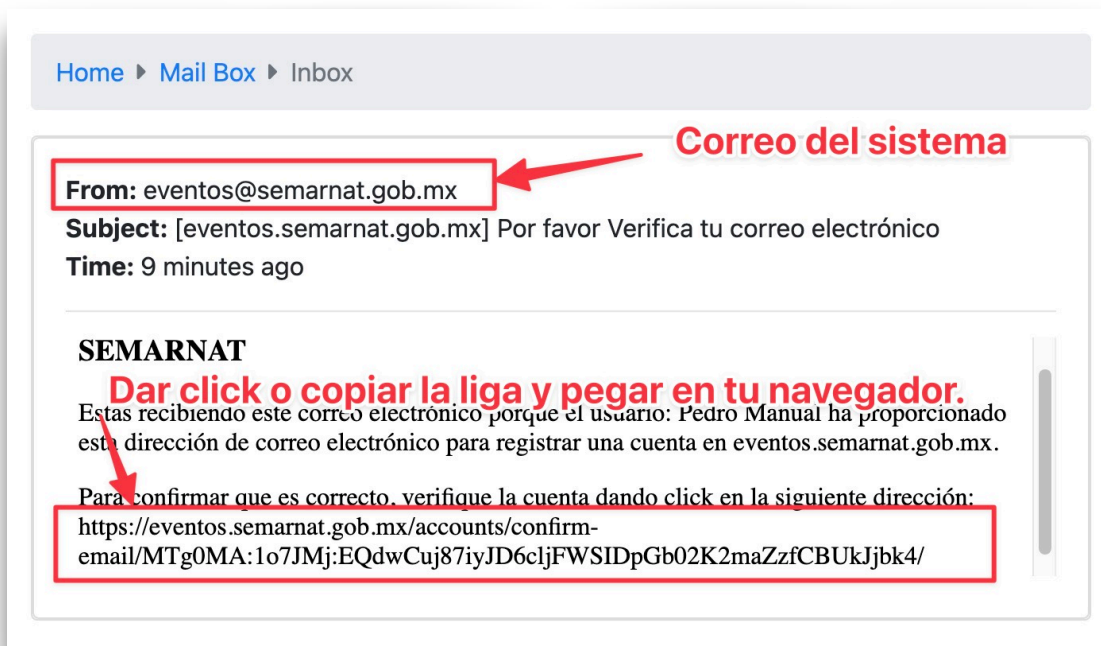 Home ▸ Mail Box ▸ Inbox
Correo del sistema
From: eventos@semarnat.gob.mx
Subject: [eventos.semarnat.gob.mx] Por favor Verifica tu correo electrónico
Time: 9 minutes ago
SEMARNAT
Dar click o copiar la liga y pegar en tu navegador.
Estas recibiendo este correo electrónico porque el usuario: Pedro Manual ha proporcionado
esta dirección de correo electrónico para registrar una cuenta en eventos.semarnat.gob.mx.
Para confirmar que es correcto, verifique la cuenta dando click en la siguiente dirección:
https://eventos.semarnat.gob.mx/accounts/confirm-
email/MTg0MA:1o7JMj:EQdwCuj87iyJD6cljFWSIDpGb02K2maZzfCBUkJjbk4/